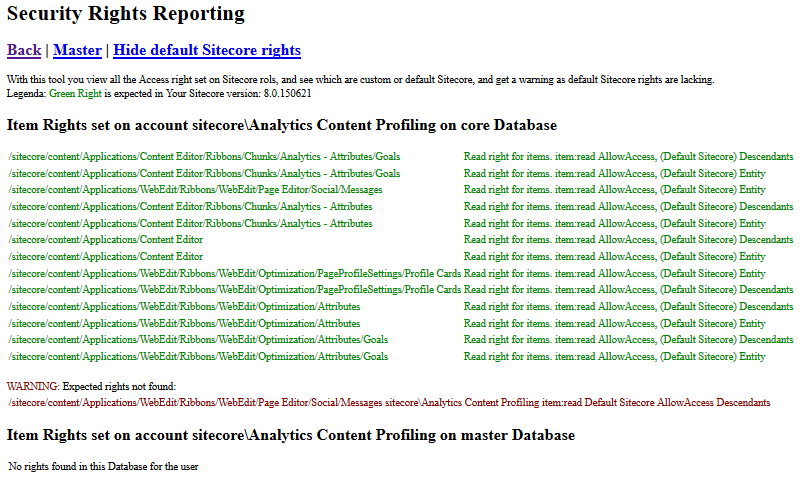 Security Rights Reporting
Back | Master | Hide default Sitecore rights
With this tool you view all the Access right set on Sitecore rols, and see which are custom or default Sitecore, and get a warning as default Sitecore rights are lacking.
Legenda: Green Right is expected in Your Sitecore version: 8.0.150621
Item Rights set on account sitecore\Analytics Content Profiling on core Database
/sitecore/content/Applications/Content Editor/Ribbons/Chunks/Analytics - Attributes/Goals Read right for items. item:read AllowAccess, (Default Sitecore) Descendants
/sitecore/content/Applications/Content Editor/Ribbons/Chunks/Analytics - Attributes/Goals Read right for items. item:read AllowAccess, (Default Sitecore) Entity
/sitecore/content/Applications/WebEdit/Ribbons/WebEdit/Page Editor/Social/Messages Read right for items. item:read AllowAccess, (Default Sitecore) Entity
/sitecore/content/Applications/Content Editor/Ribbons/Chunks/Analytics - Attributes Read right for items. item:read AllowAccess, (Default Sitecore) Descendants
/sitecore/content/Applications/Content Editor/Ribbons/Chunks/Analytics - Attributes Read right for items. item:read AllowAccess, (Default Sitecore) Entity
/sitecore/content/Applications/Content Editor Read right for items. item:read AllowAccess, (Default Sitecore) Descendants
/sitecore/content/Applications/Content Editor Read right for items. item:read AllowAccess, (Default Sitecore) Entity
/sitecore/content/Applications/WebEdit/Ribbons/WebEdit/Optimization/PageProfileSettings/Profile Cards Read right for items. item:read AllowAccess, (Default Sitecore) Entity
/sitecore/content/Applications/WebEdit/Ribbons/WebEdit/Optimization/PageProfileSettings/Profile Cards Read right for items. item:read AllowAccess, (Default Sitecore) Descendants
/sitecore/content/Applications/WebEdit/Ribbons/WebEdit/Optimization/Attributes Read right for items. item:read AllowAccess, (Default Sitecore) Descendants
/sitecore/content/Applications/WebEdit/Ribbons/WebEdit/Optimization/Attributes Read right for items. item:read AllowAccess, (Default Sitecore) Entity
/sitecore/content/Applications/WebEdit/Ribbons/WebEdit/Optimization/Attributes/Goals Read right for items. item:read AllowAccess, (Default Sitecore) Descendants
/sitecore/content/Applications/WebEdit/Ribbons/WebEdit/Optimization/Attributes/Goals Read right for items. item:read AllowAccess, (Default Sitecore) Entity
WARNING: Expected rights not found:
/sitecore/content/Applications/WebEdit/Ribbons/WebEdit/Page Editor/Social/Messages sitecore\Analytics Content Profiling item:read Default Sitecore AllowAccess Descendants
Item Rights set on account sitecore\Analytics Content Profiling on master Database
No rights found in this Database for the user